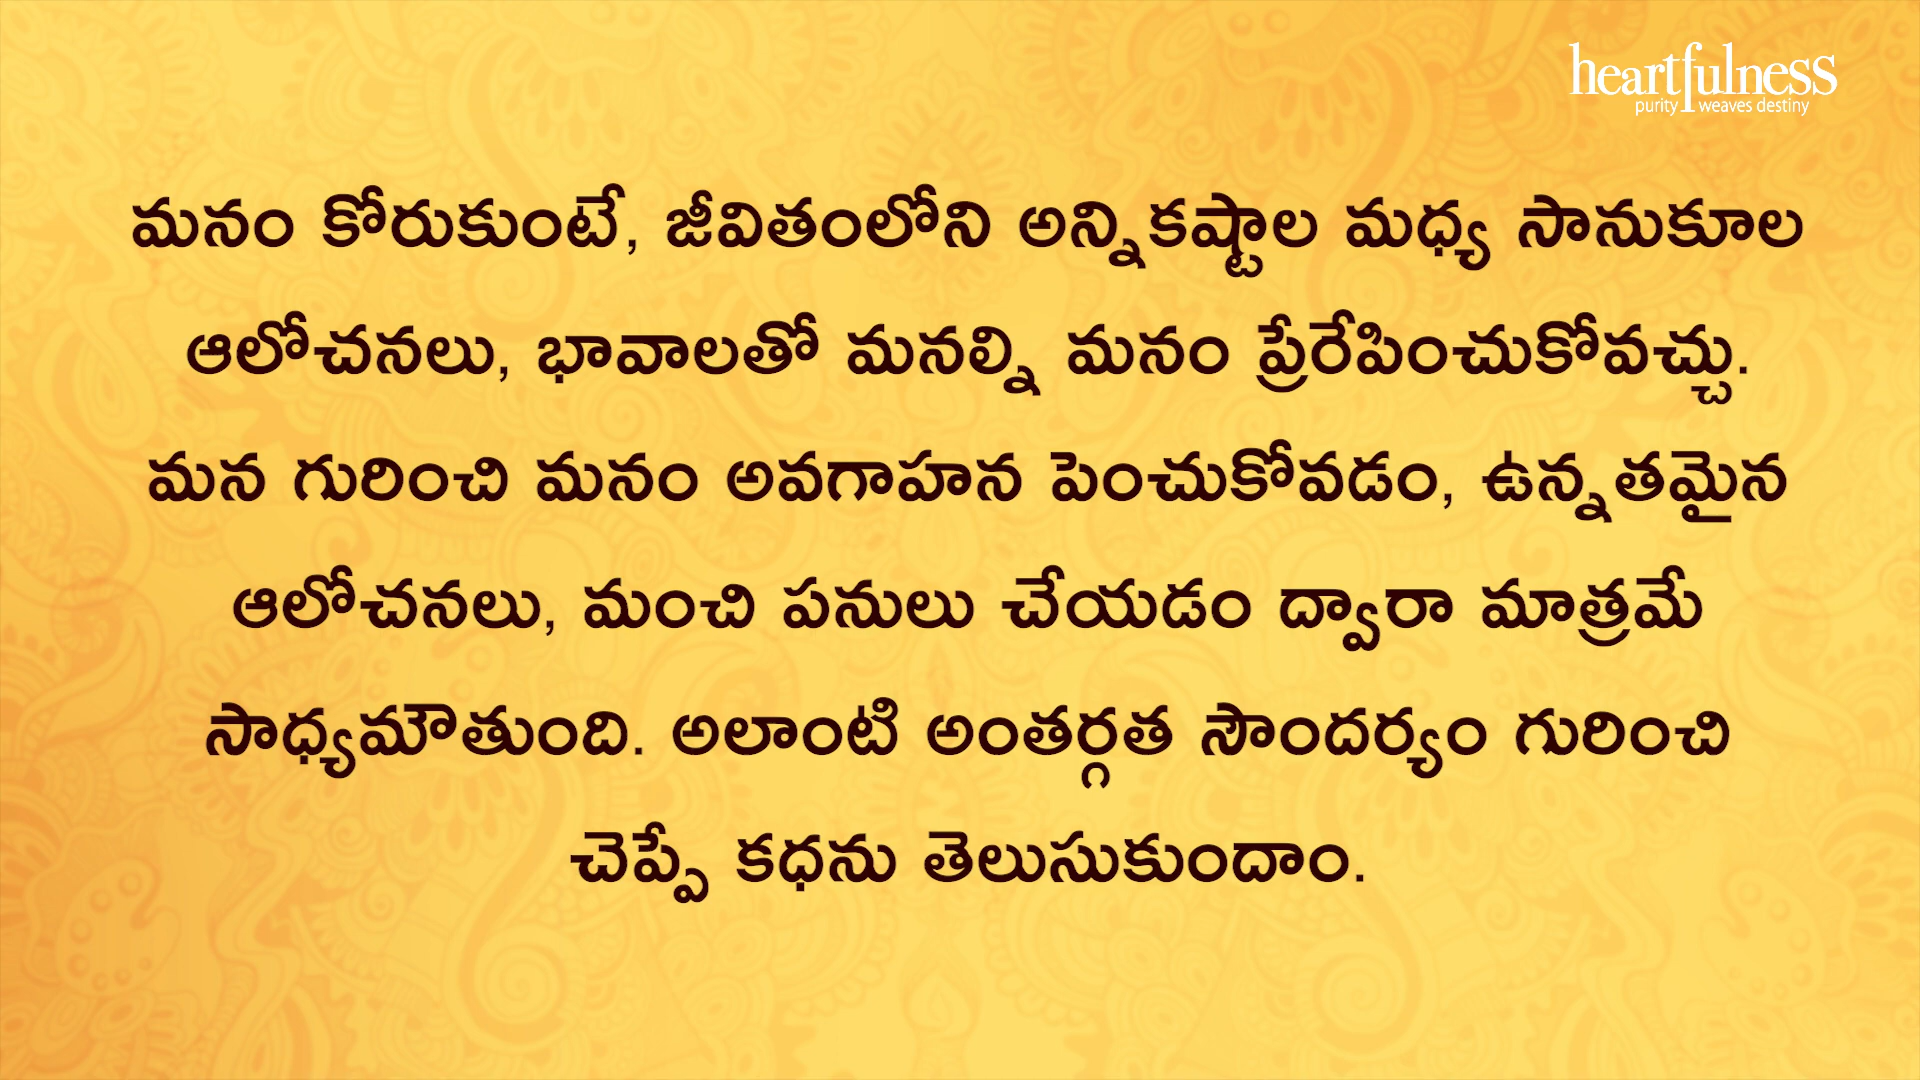 heartfulness
purity weaves destiny
మనం కోరుకుంటే, జీవితంలోని అన్నికష్టాల మధ్య సానుకూల
ఆలోచనలు, భావాలతో మనల్ని మనం ప్రేరేపించుకోవచ్చు.
మన గురించి మనం అవగాహన పెంచుకోవడం, ఉన్నతమైన
ఆలోచనలు, మంచి పనులు చేయడం ద్వారా మాత్రమే
సాధ్యమౌతుంది. అలాంటి అంతర్గత సౌందర్యం గురించి
చెప్పే కధను తెలుసుకుందాం.